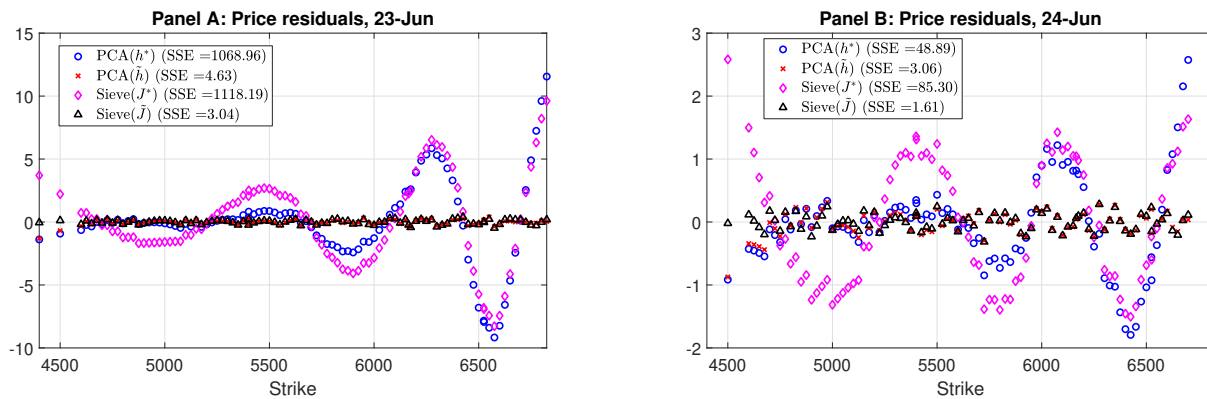 Panel A: Price residuals, 23-Jun
15
10
5
0
-5
-10
4500
5000
5500
6000
6500
Strike
PCA(h*) (SSE =1068.96)
PCA(h̃) (SSE =4.63)
Sieve(J*) (SSE =1118.19)
Sieve(J̃) (SSE =3.04)
Panel B: Price residuals, 24-Jun
3
2
1
0
-1
-2
4500
5000
5500
6000
6500
Strike
PCA(h*) (SSE =48.89)
PCA(h̃) (SSE =3.06)
Sieve(J*) (SSE =85.30)
Sieve(J̃) (SSE =1.61)